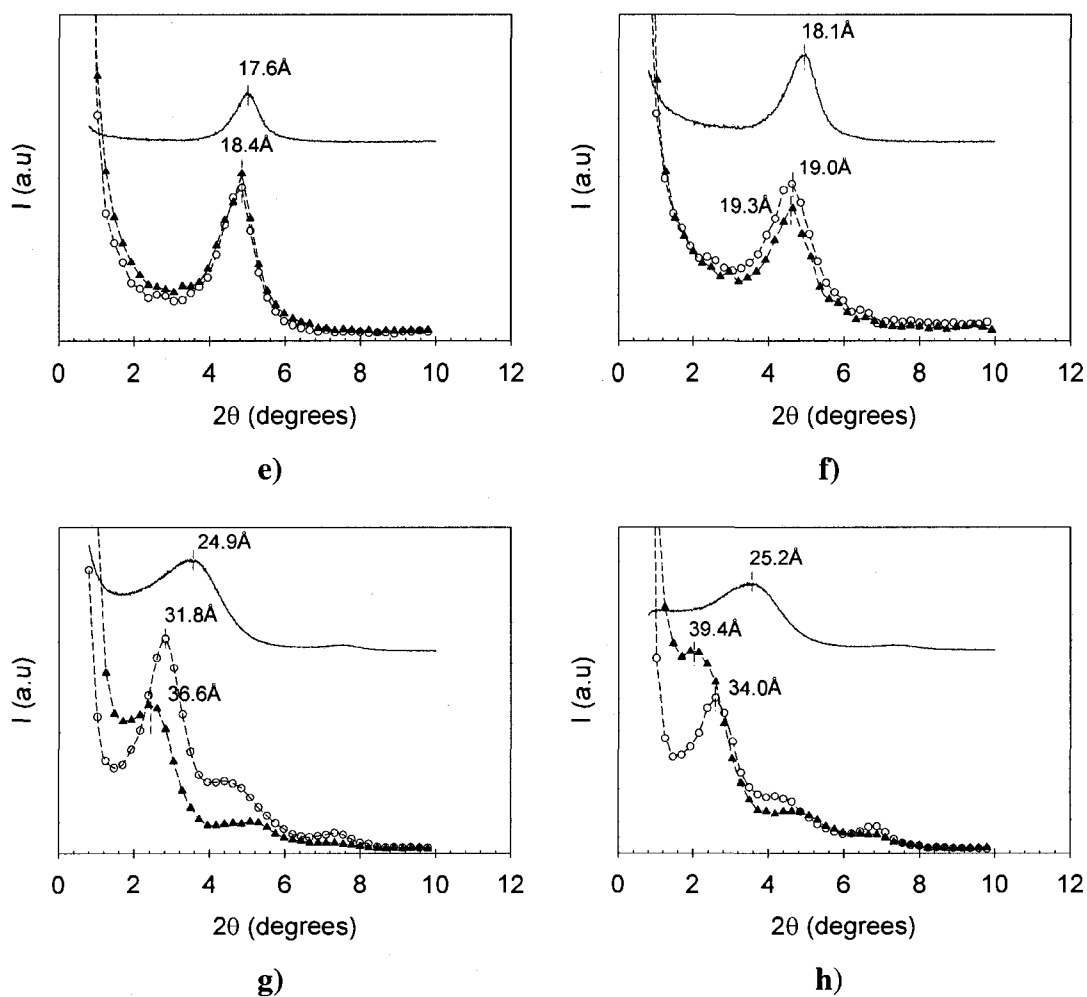 I (a.u)
17.6Å
18.4Å
0 2 4 6 8 10 12
2θ (degrees)
e)
I (a.u)
18.1Å
19.0Å
19.3Å
0 2 4 6 8 10 12
2θ (degrees)
f)
I (a.u)
24.9Å
31.8Å
36.6Å
0 2 4 6 8 10 12
2θ (degrees)
g)
I (a.u)
25.2Å
39.4Å
34.0Å
0 2 4 6 8 10 12
2θ (degrees)
h)